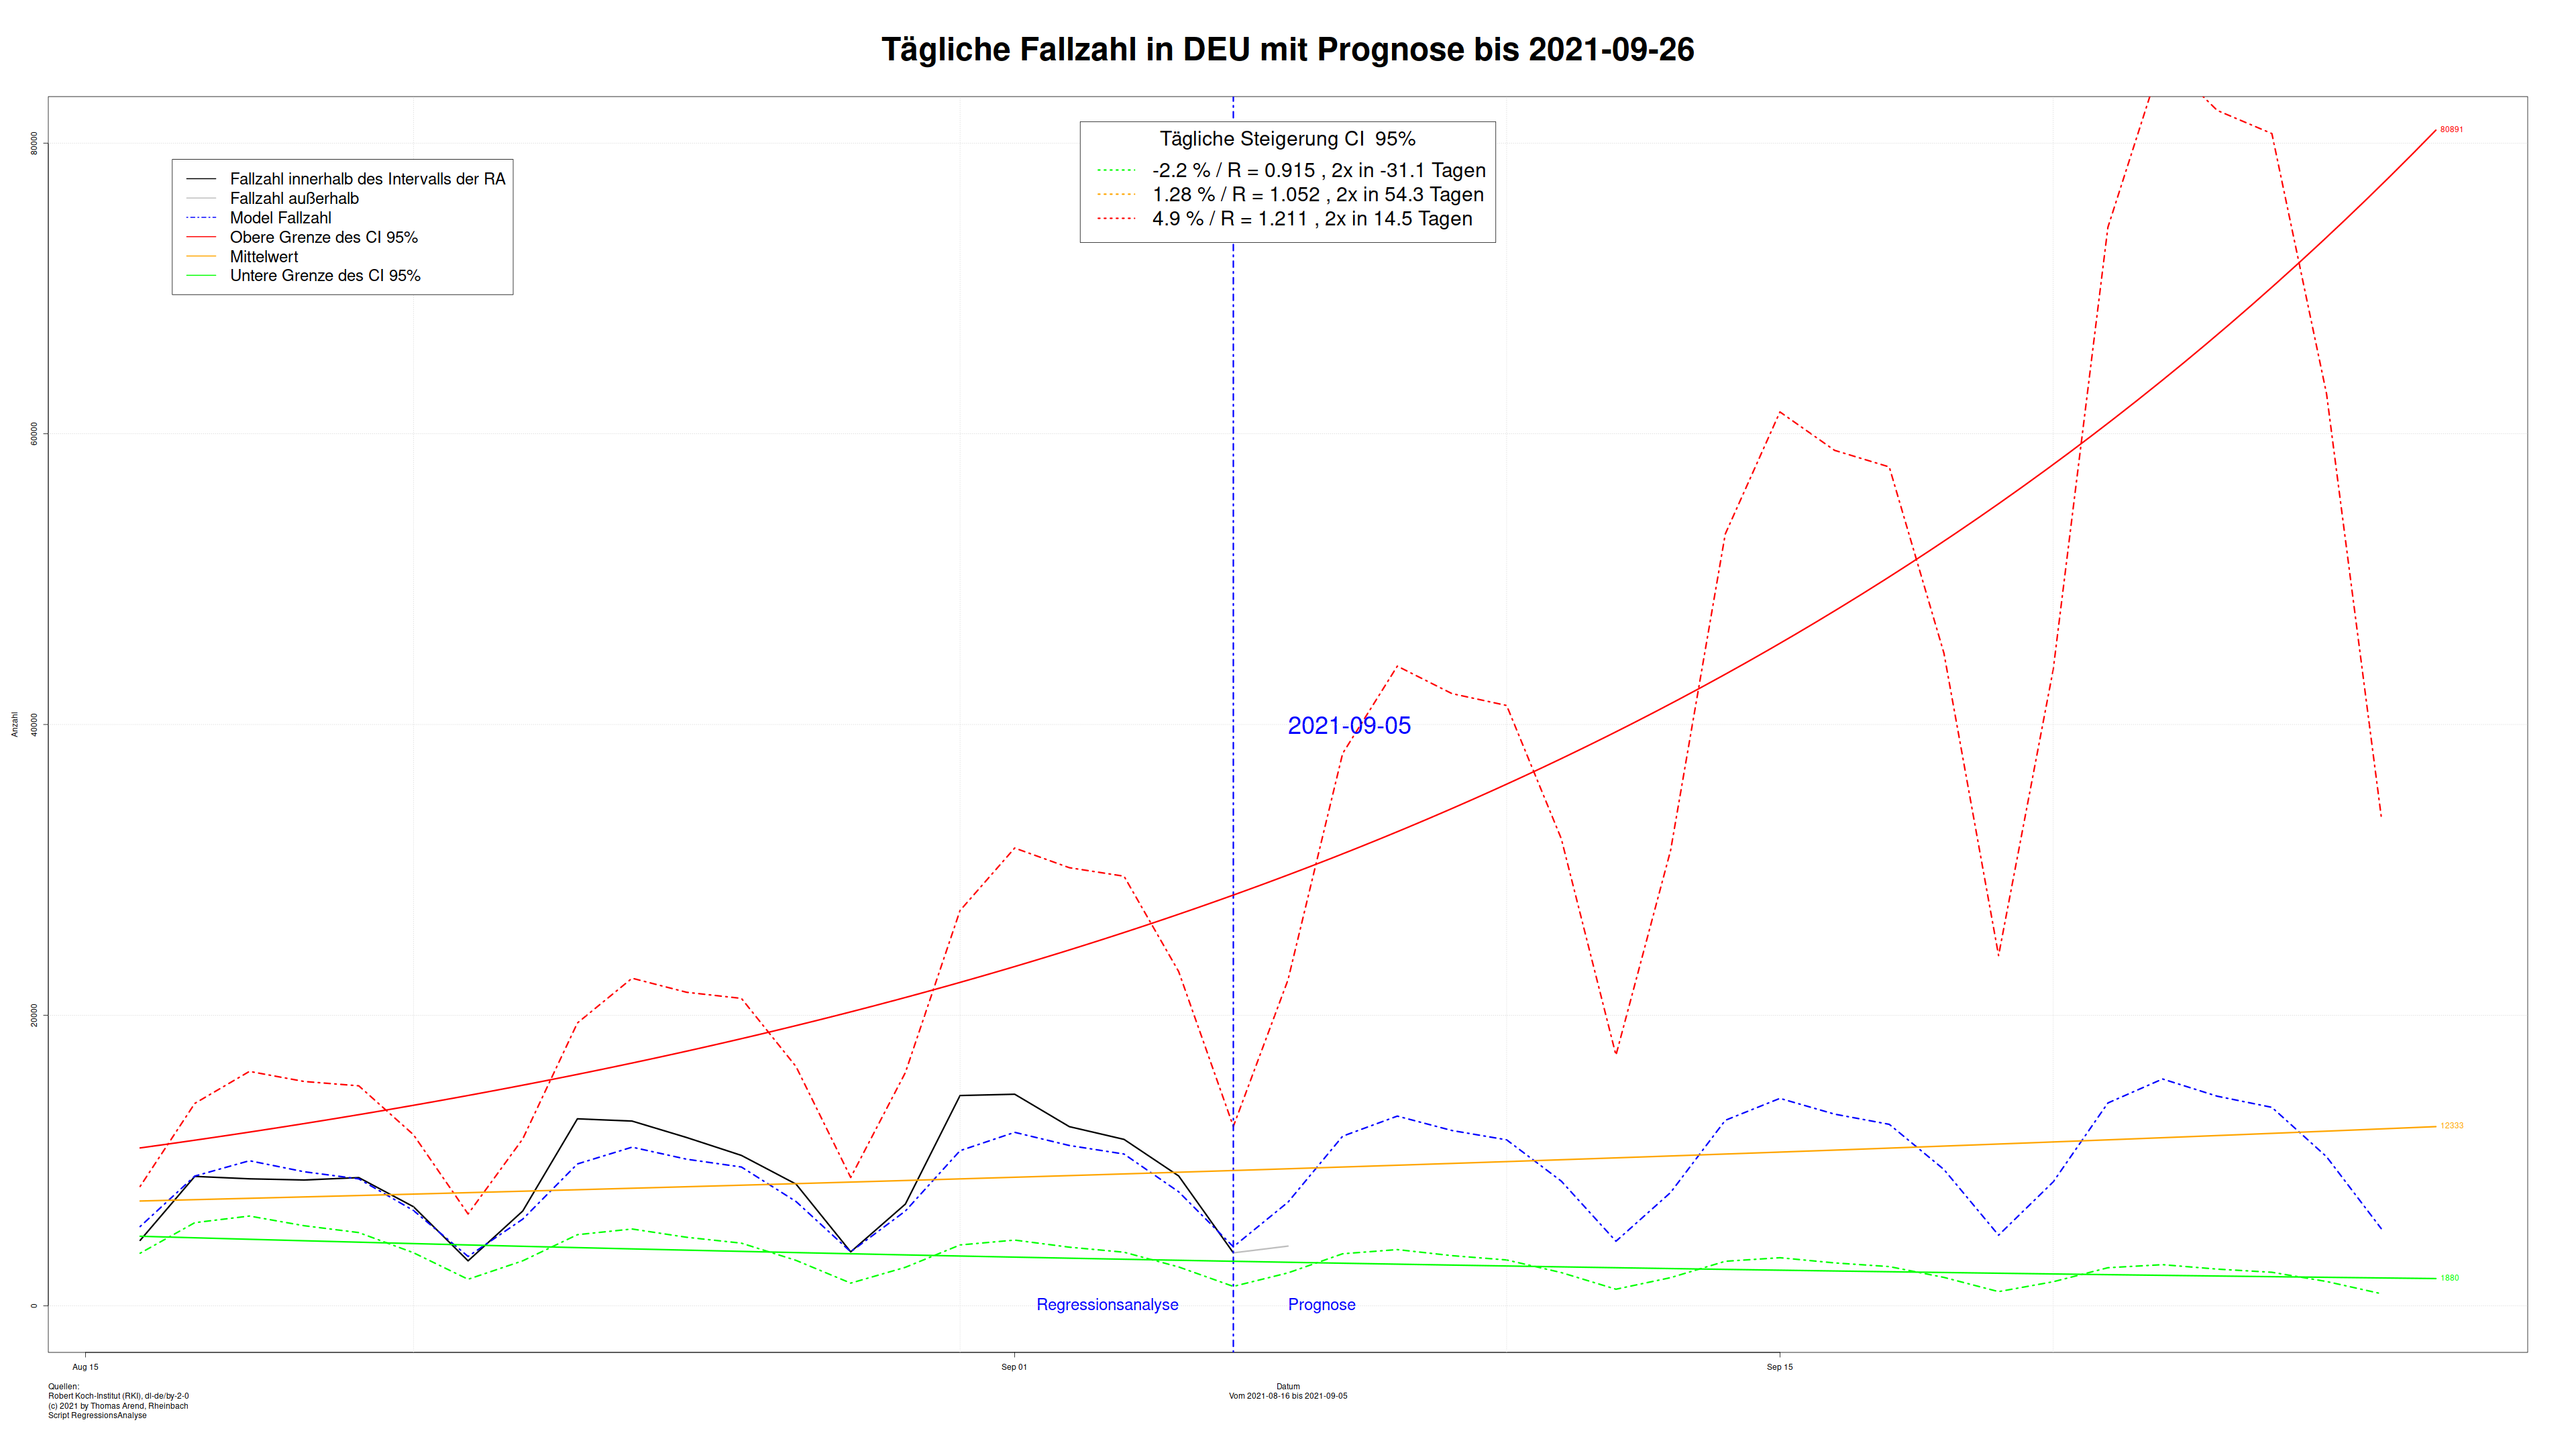 Tägliche Fallzahl in DEU mit Prognose bis 2021-09-26
Tägliche Steigerung CI  95%
-2.2 % / R = 0.915 , 2x in -31.1 Tagen
1.28 % / R = 1.052 , 2x in 54.3 Tagen
4.9 % / R = 1.211 , 2x in 14.5 Tagen
Fallzahl innerhalb des Intervalls der RA
Fallzahl außerhalb
Model Fallzahl
Obere Grenze des CI 95%
Mittelwert
Untere Grenze des CI 95%
80000
60000
40000
20000
0
Anzahl
80891
12333
1880
2021-09-05
Regressionsanalyse
Prognose
Aug 15
Sep 01
Sep 15
Datum
Vom 2021-08-16 bis 2021-09-05
Quellen:
Robert Koch-Institut (RKI), dl-de/by-2-0
(c) 2021 by Thomas Arend, Rheinbach
Script RegressionsAnalyse